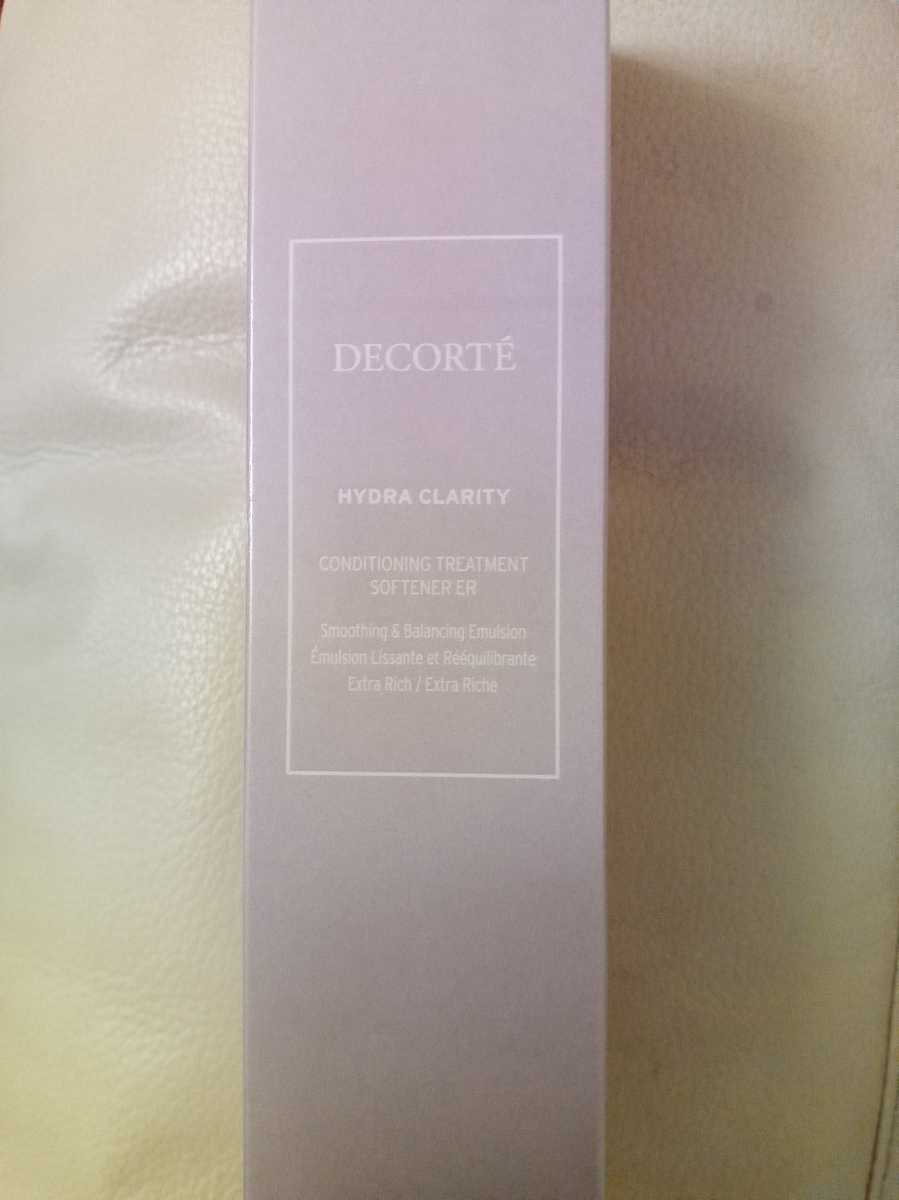 DECORTÉ
HYDRA CLARITY
CONDITIONING TREATMENT
SOFTENER ER
Smoothing & Balancing Emulsion
Émulsion Lissante et Rééquilibrante
Extra Rich / Extra Riche